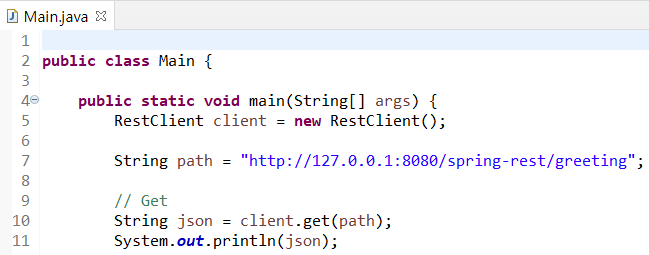 Main.java
1
2 public class Main {
3
4 public static void main(String[] args) {
5 RestClient client = new RestClient();
6
7 String path = "http://127.0.0.1:8080/spring-rest/greeting";
8
9 // Get
10 String json = client.get(path);
11 System.out.println(json);